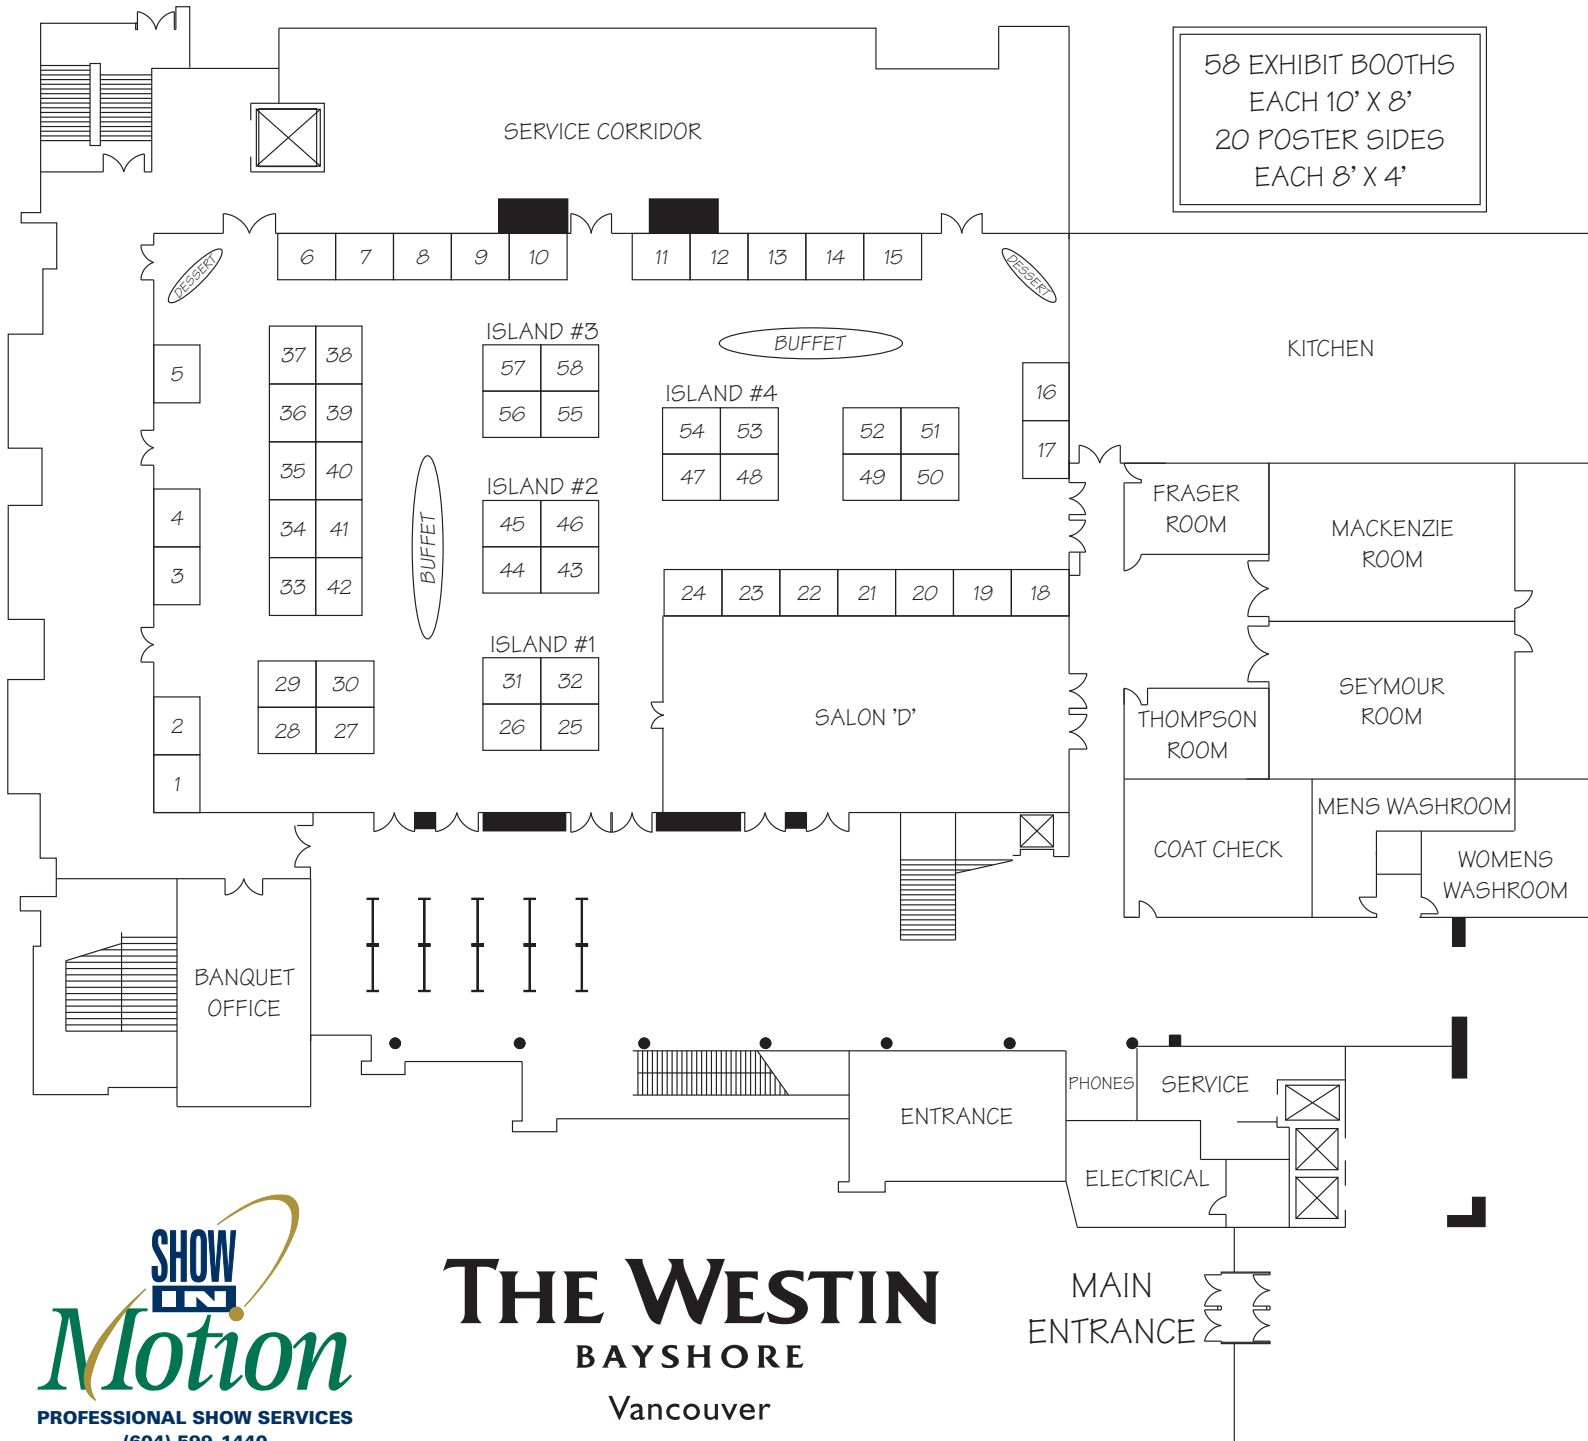 58 EXHIBIT BOOTHS
EACH 10' X 8'
20 POSTER SIDES
EACH 8' X 4'
SERVICE CORRIDOR
DESSERT
6 7 8 9 10
11 12 13 14 15
DESSERT
ISLAND #3
BUFFET
KITCHEN
37 38
5
57 58
16
36 39
56 55
ISLAND #4
54 53
52 51
17
35 40
47 48
49 50
ISLAND #2
4
34 41
45 46
BUFFET
FRASER
ROOM
MACKENZIE
ROOM
3
33 42
44 43
24 23 22 21 20 19 18
ISLAND #1
29 30
31 32
2
28 27
26 25
SALON 'D'
THOMPSON
ROOM
SEYMOUR
ROOM
1
MENS WASHROOM
COAT CHECK
WOMENS
WASHROOM
BANQUET
OFFICE
PHONES
SERVICE
ENTRANCE
ELECTRICAL
MAIN
ENTRANCE
SHOW
IN
Motion
PROFESSIONAL SHOW SERVICES
(604) 599-1440
THE WESTIN
BAYSHORE
Vancouver